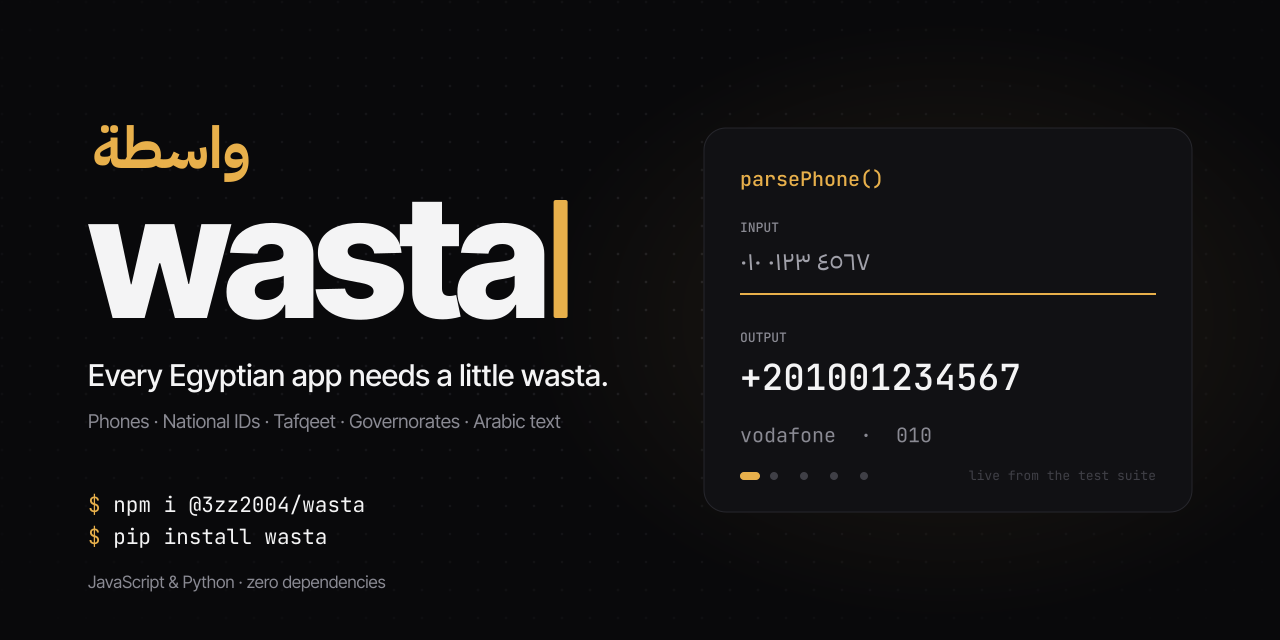 واسطة
wasta
Every Egyptian app needs a little wasta.
Phones · National IDs · Tafqeet · Governorates · Arabic text
$ npm i @3zz2004/wasta
$ pip install wasta
JavaScript & Python · zero dependencies
parsePhone()
INPUT
٠١٠ ٠١٢٣ ٤٥٦٧
OUTPUT
+201001234567
vodafone · 010
live from the test suite